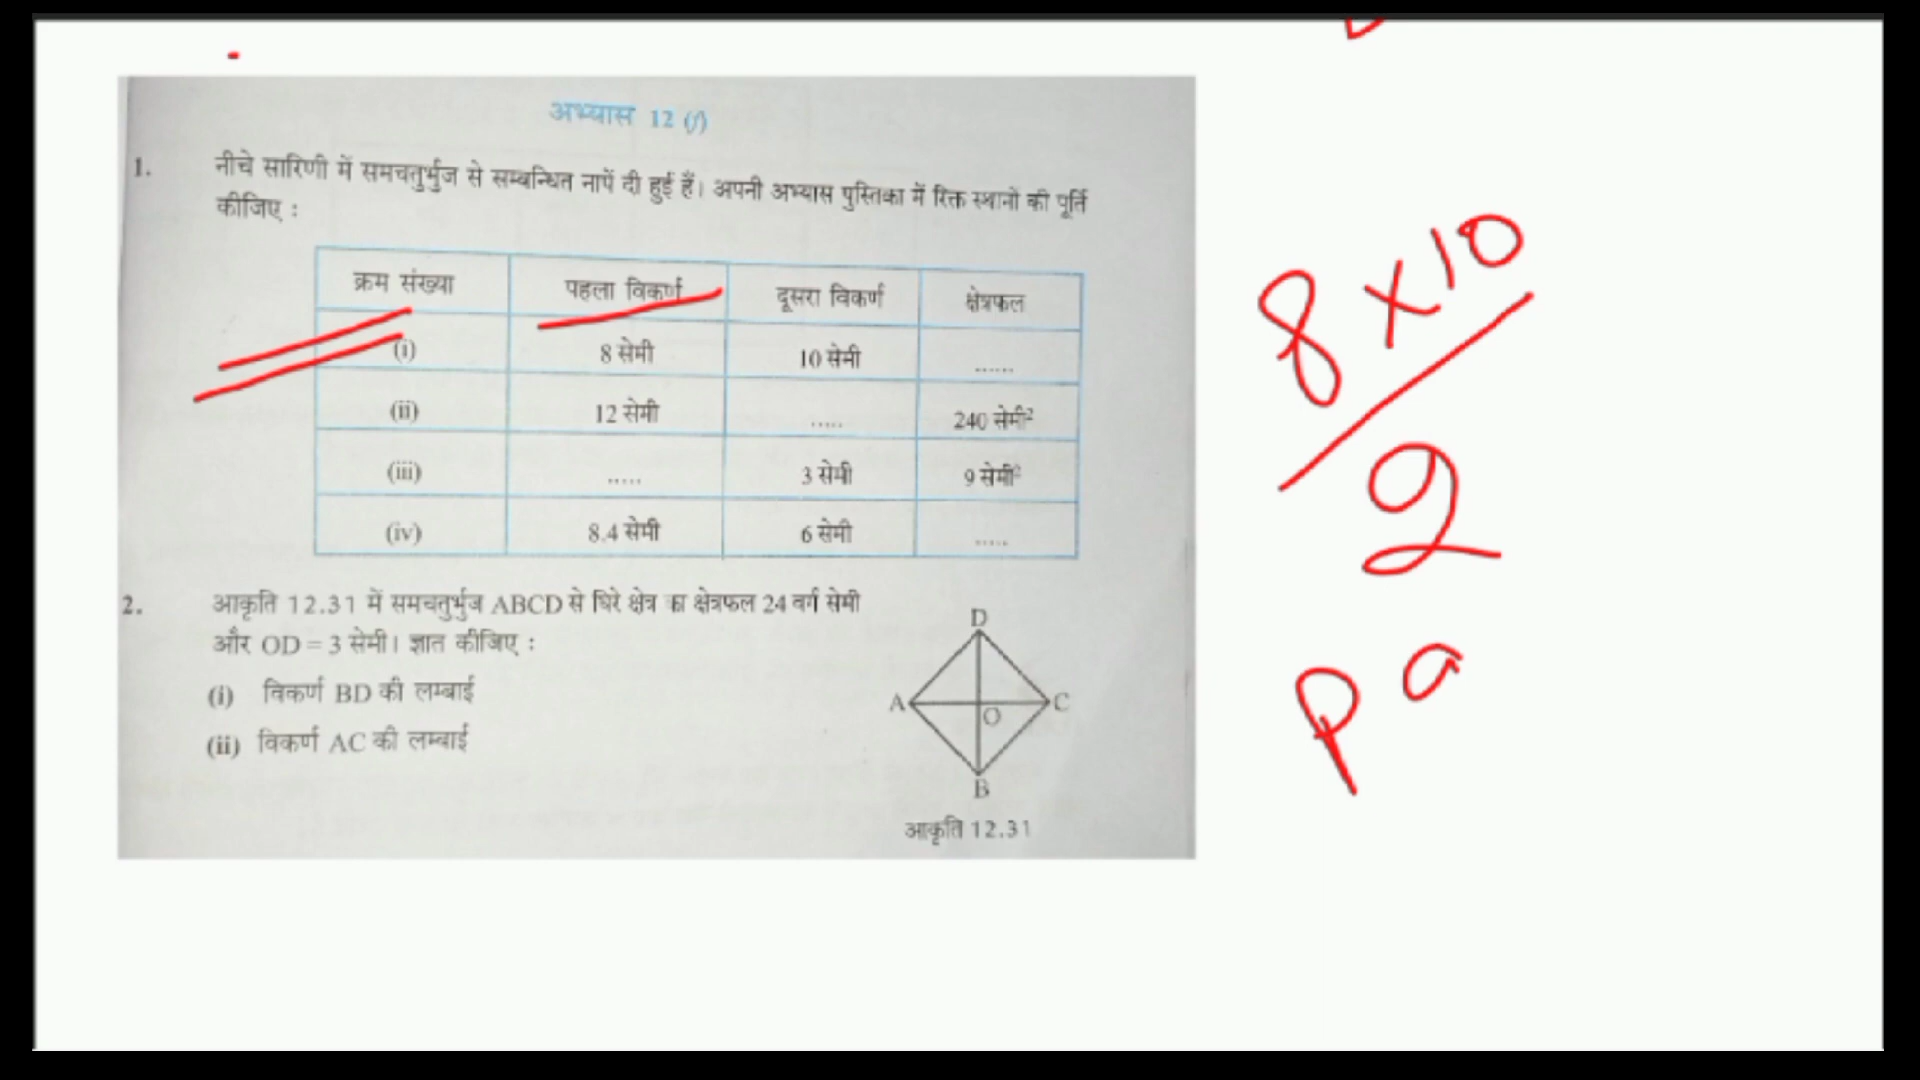 अभ्यास 12 (f)
1. नीचे सारिणी में समचतुर्भुज से सम्बन्धित नापें दी हुई हैं। अपनी अभ्यास पुस्तिका में रिक्त स्थानों की पूर्ति
कीजिए :
क्रम संख्या पहला विकर्ण दूसरा विकर्ण क्षेत्रफल
(i) 8 सेमी 10 सेमी ......
(ii) 12 सेमी ..... 240 सेमी²
(iii) ..... 3 सेमी 9 सेमी²
(iv) 8.4 सेमी 6 सेमी .....
2. आकृति 12.31 में समचतुर्भुज ABCD से घिरे क्षेत्र का क्षेत्रफल 24 वर्ग सेमी
और OD = 3 सेमी। ज्ञात कीजिए :
(i) विकर्ण BD की लम्बाई
(ii) विकर्ण AC की लम्बाई
D
A
O
C
B
आकृति 12.31
8 × 10
2